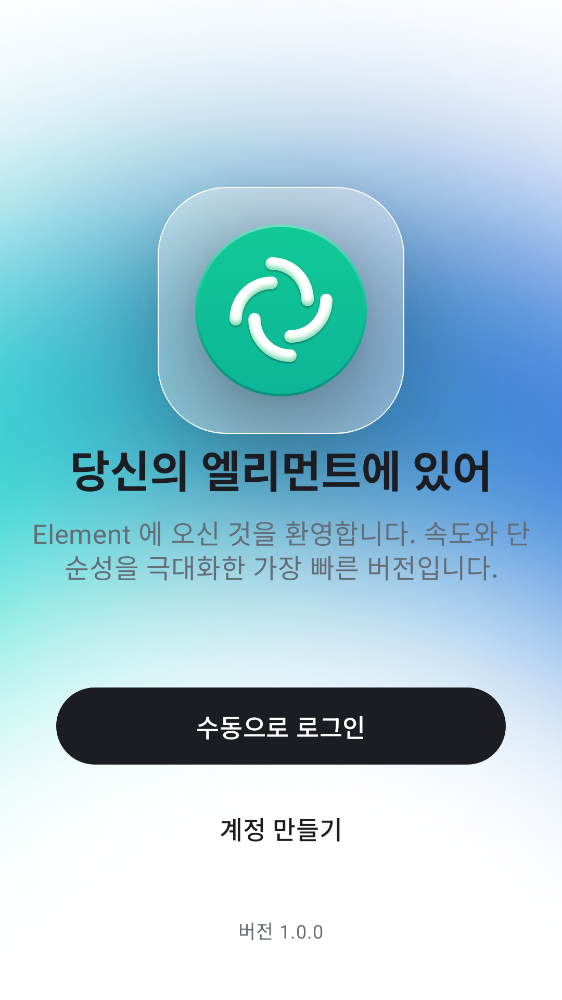 당신의 엘리먼트에 있어
Element 에 오신 것을 환영합니다. 속도와 단
순성을 극대화한 가장 빠른 버전입니다.
수동으로 로그인
계정 만들기
버전 1.0.0